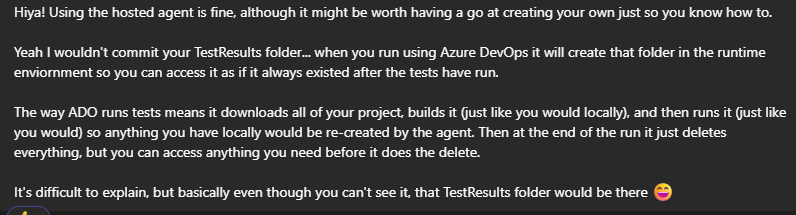 Hiya! Using the hosted agent is fine, although it might be worth having a go at creating your own just so you know how to.
Yeah I wouldn't commit your TestResults folder... when you run using Azure DevOps it will create that folder in the runtime
enviornment so you can access it as if it always existed after the tests have run.
The way ADO runs tests means it downloads all of your project, builds it (just like you would locally), and then runs it (just like
you would) so anything you have locally would be re-created by the agent. Then at the end of the run it just deletes
everything, but you can access anything you need before it does the delete.
It's difficult to explain, but basically even though you can't see it, that TestResults folder would be there 😄